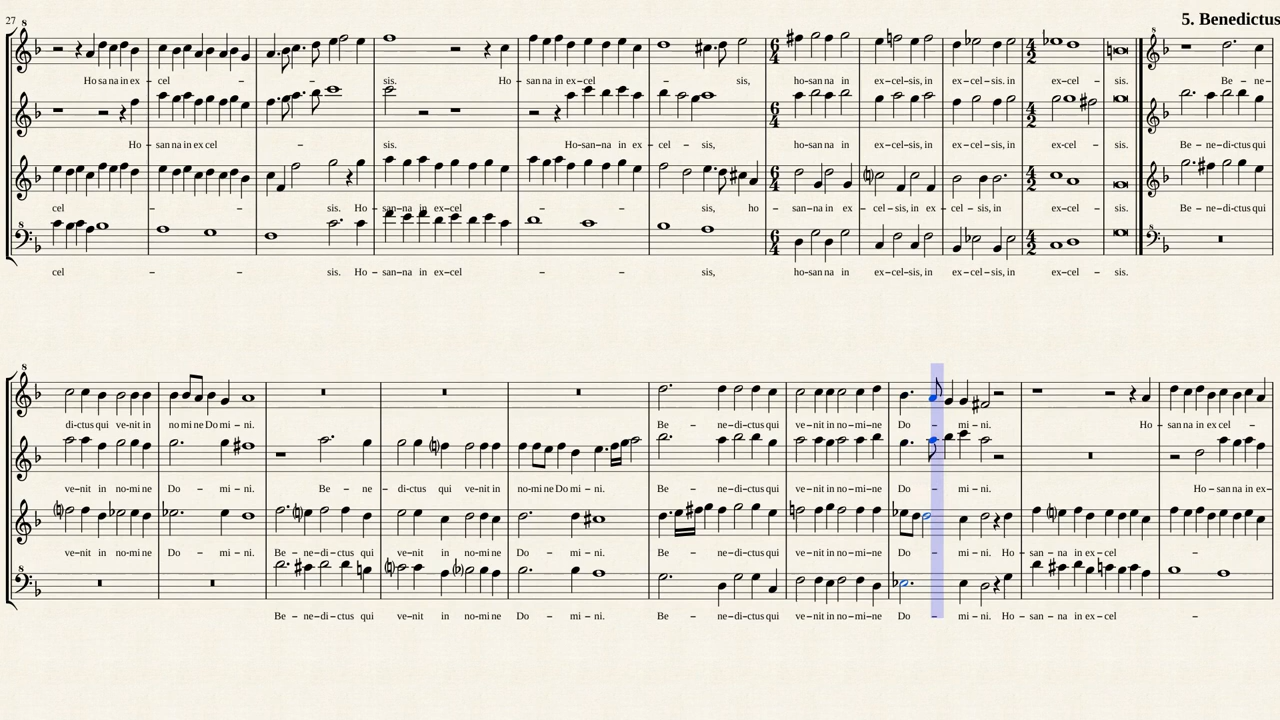 27 5. Benedictus
Ho sa na in ex – cel – – sis. Ho – san na in ex–cel – – sis, ho–san na in ex–cel–sis, in ex–cel–sis. in ex–cel – sis. Be – ne–
Ho – san na in ex cel – sis. Ho–san–na in ex – cel – sis, ho–san na in ex–cel–sis, in ex–cel–sis, in ex-cel – sis. Be – ne–di–ctus qui
cel – – sis. Ho – san–na in ex–cel – – sis, ho – san–na in ex – cel–sis, in ex – cel–sis, in ex–cel – sis. Be – ne–di–ctus qui
cel – – sis. Ho – san–na in ex–cel – – sis, ho–san na in ex–cel–sis, in ex–cel–sis, in ex–cel – sis.
di–ctus qui ve–nit in no mi ne Do mi – ni. Be – ne–di–ctus qui ve–nit in no–mi–ne Do – mi – ni. Ho – san na in ex cel –
ve–nit in no–mi ne Do – mi – ni. Be – ne – di–ctus qui ve–nit in no-mi ne Do mi – ni. Be – ne–di–ctus qui ve–nit in no–mi–ne Do – mi – ni. Ho – san na in ex–
ve–nit in no–mi ne Do – mi – ni. Be – ne–di–ctus qui ve–nit in no–mi ne Do – mi – ni. Be – ne–di–ctus qui ve–nit in no–mi–ne Do – mi – ni. Ho – san – na in ex – cel –
Be – ne–di–ctus qui ve–nit in no–mi ne Do – mi – ni. Be – ne–di–ctus qui ve–nit in no–mi–ne Do – mi – ni. Ho – san – na in ex – cel –